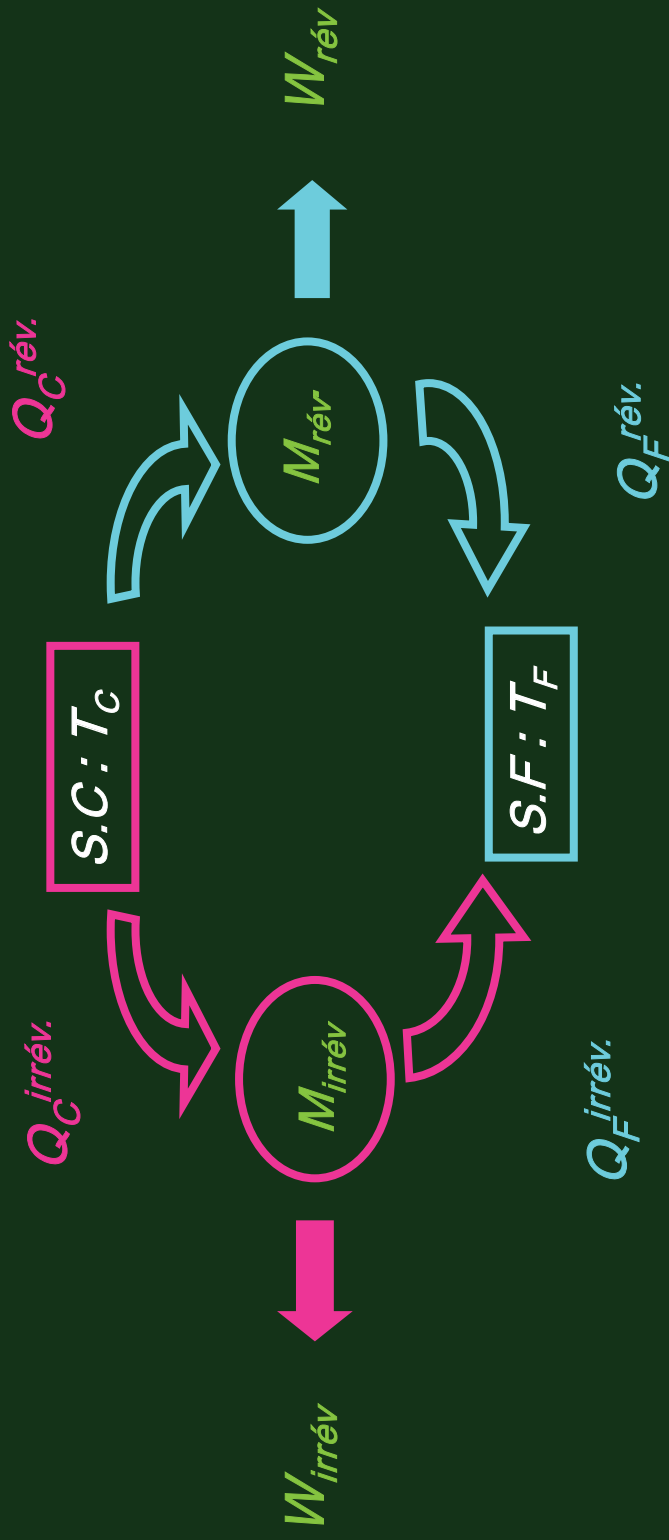 Q_C^irrév.
Q_C^rév.
S.C : T_C
W_irrév
M_irrév
M_rév.
W_rév
S.F : T_F
Q_F^irrév.
Q_F^rév.